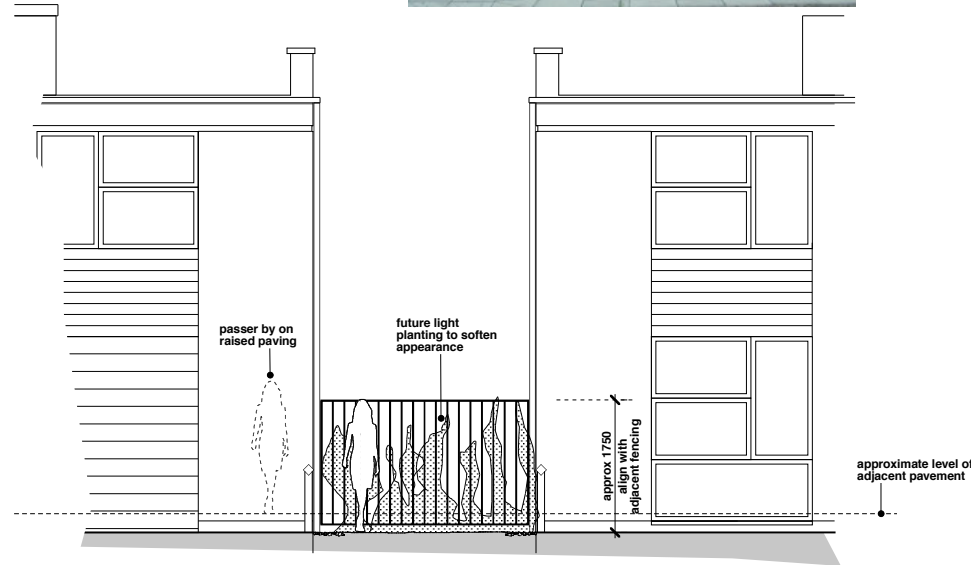 passer by on
raised paving
future light
planting to soften
appearance
approx 1750
align with
adjacent fencing
approximate level of
adjacent pavement